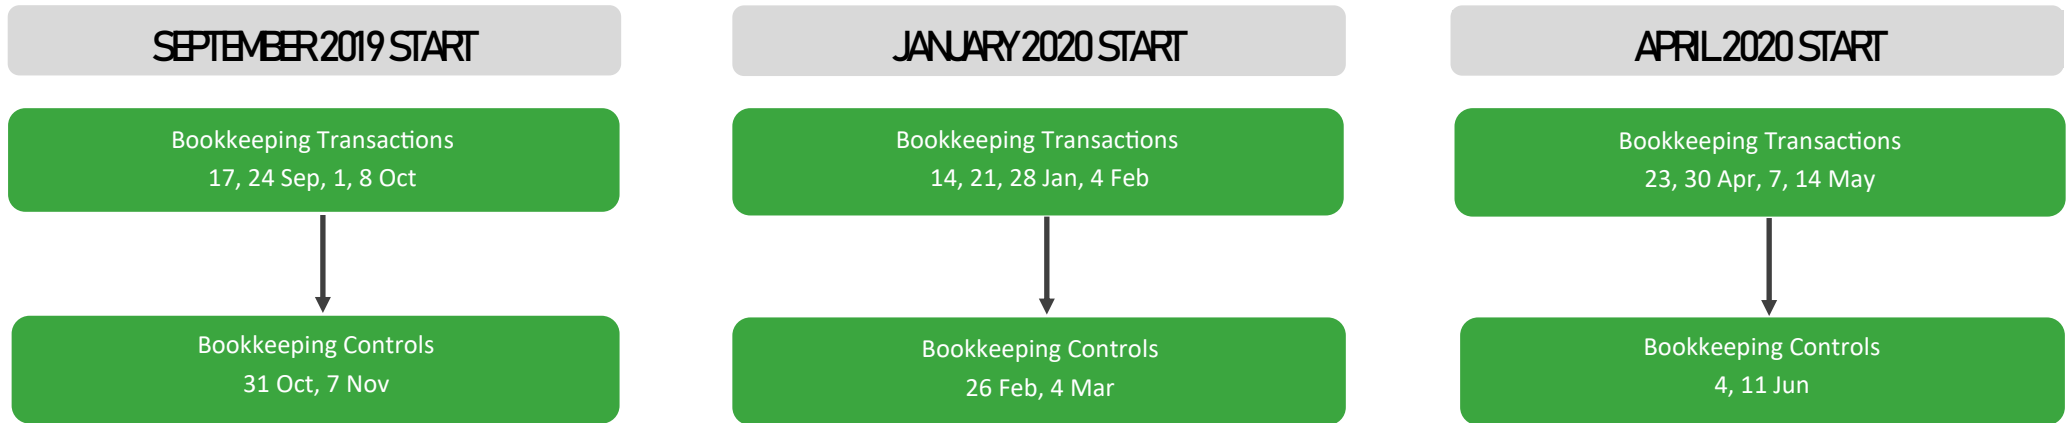 SEPTEMBER 2019 START
Bookkeeping Transactions
17, 24 Sep, 1, 8 Oct
Bookkeeping Controls
31 Oct, 7 Nov
JANUARY 2020 START
Bookkeeping Transactions
14, 21, 28 Jan, 4 Feb
Bookkeeping Controls
26 Feb, 4 Mar
APRIL 2020 START
Bookkeeping Transactions
23, 30 Apr, 7, 14 May
Bookkeeping Controls
4, 11 Jun